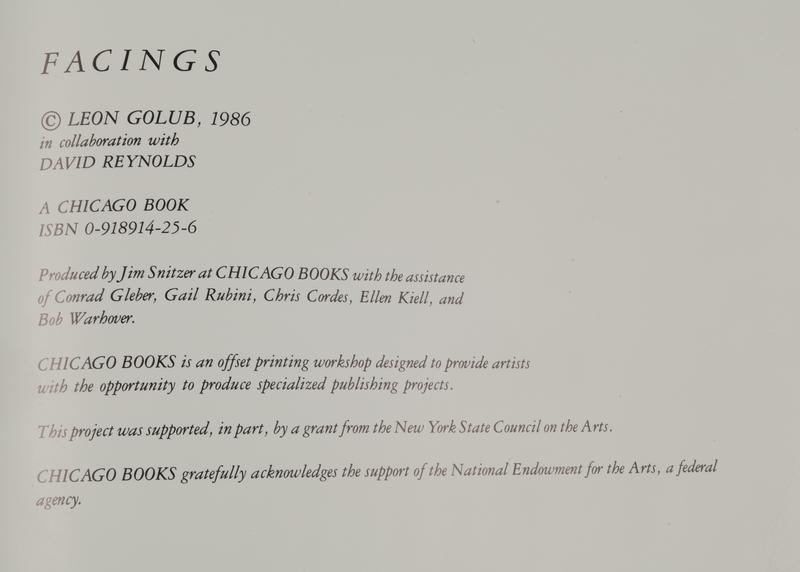 FACINGS
© LEON GOLUB, 1986
in collaboration with
DAVID REYNOLDS
A CHICAGO BOOK
ISBN 0-918914-25-6
Produced by Jim Snitzer at CHICAGO BOOKS with the assistance
of Conrad Gleber, Gail Rubini, Chris Cordes, Ellen Kiell, and
Bob Warhover.
CHICAGO BOOKS is an offset printing workshop designed to provide artists
with the opportunity to produce specialized publishing projects.
This project was supported, in part, by a grant from the New York State Council on the Arts.
CHICAGO BOOKS gratefully acknowledges the support of the National Endowment for the Arts, a federal
agency.